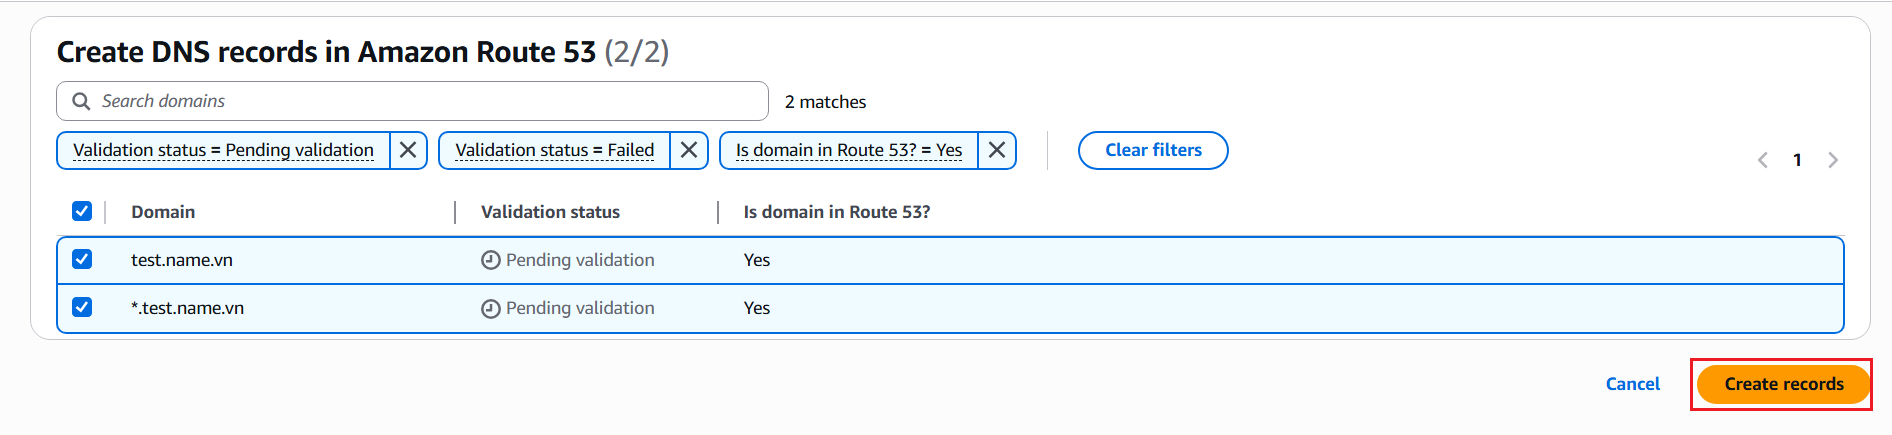 Create DNS records in Amazon Route 53 (2/2)
Search domains
2 matches
Validation status = Pending validation
Validation status = Failed
Is domain in Route 53? = Yes
Clear filters
1
Domain
Validation status
Is domain in Route 53?
test.name.vn
Pending validation
Yes
*.test.name.vn
Pending validation
Yes
Cancel
Create records